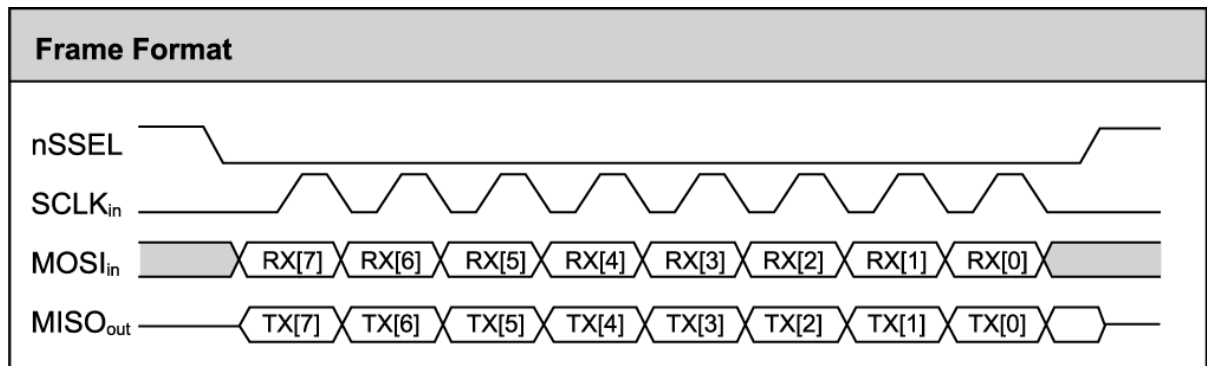 Frame Format
nSSEL
SCLKin
MOSIin RX[7] RX[6] RX[5] RX[4] RX[3] RX[2] RX[1] RX[0]
MISOout TX[7] TX[6] TX[5] TX[4] TX[3] TX[2] TX[1] TX[0]